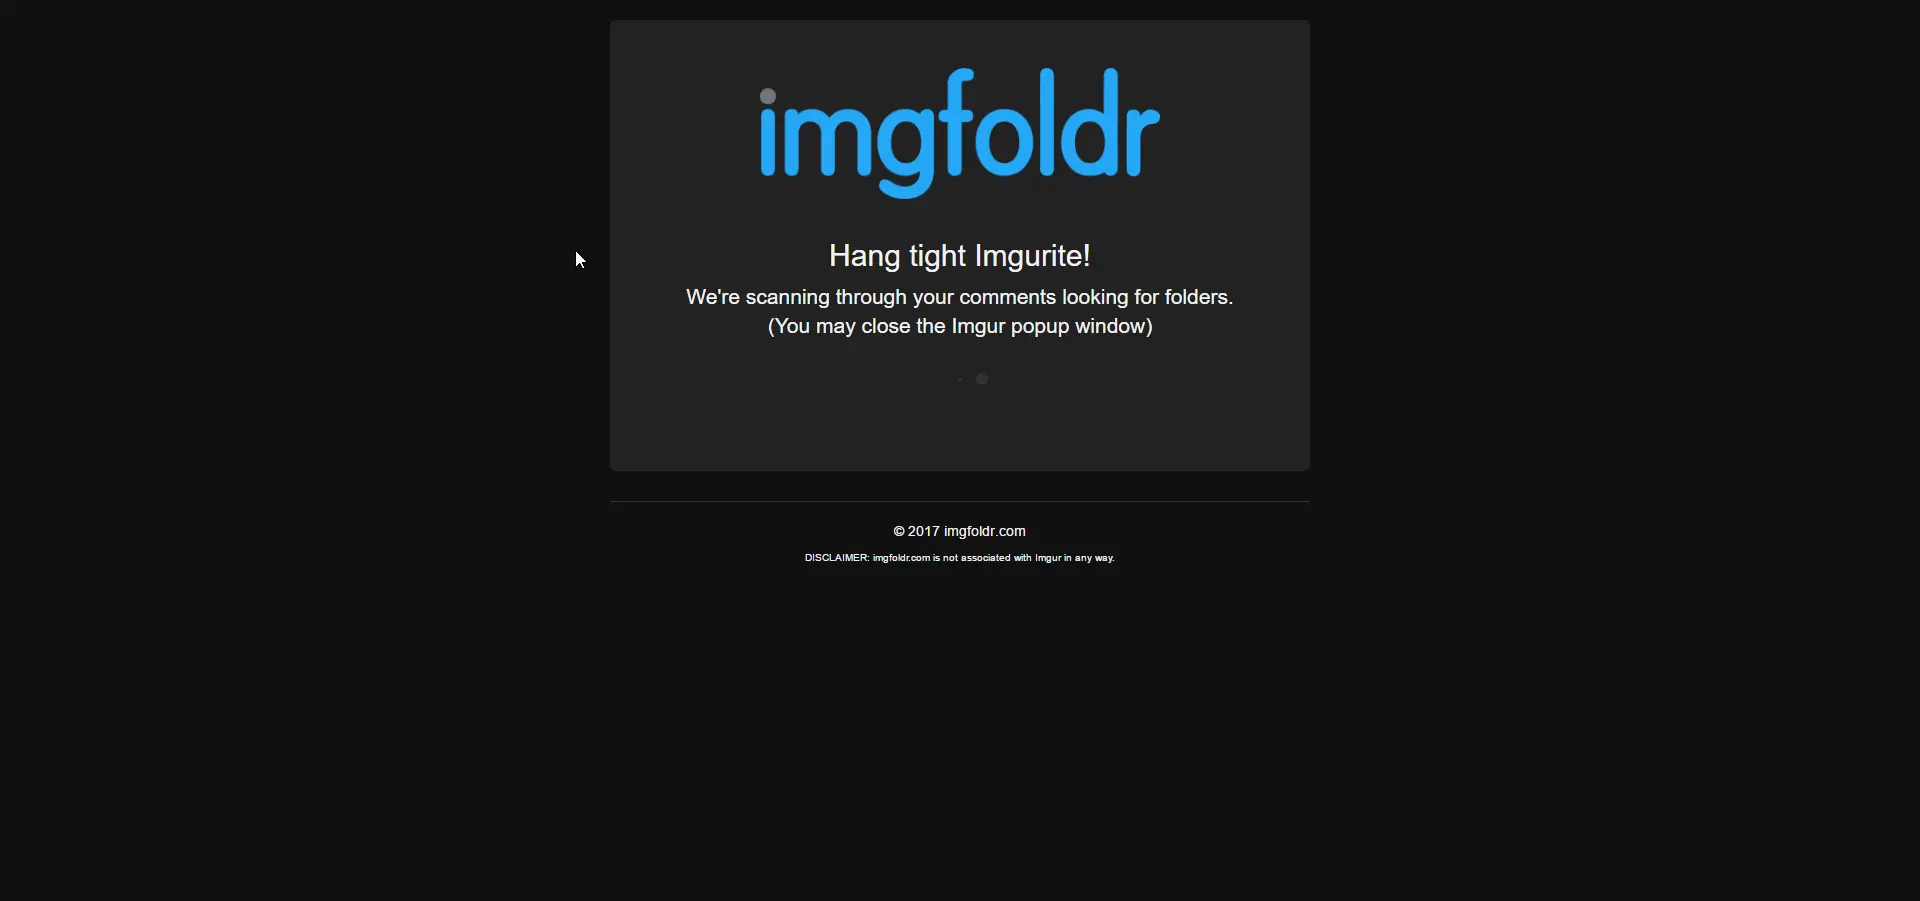 imgfoldr
Hang tight Imgurite!
We're scanning through your comments looking for folders.
(You may close the Imgur popup window)
© 2017 imgfoldr.com
DISCLAIMER: imgfoldr.com is not associated with Imgur in any way.